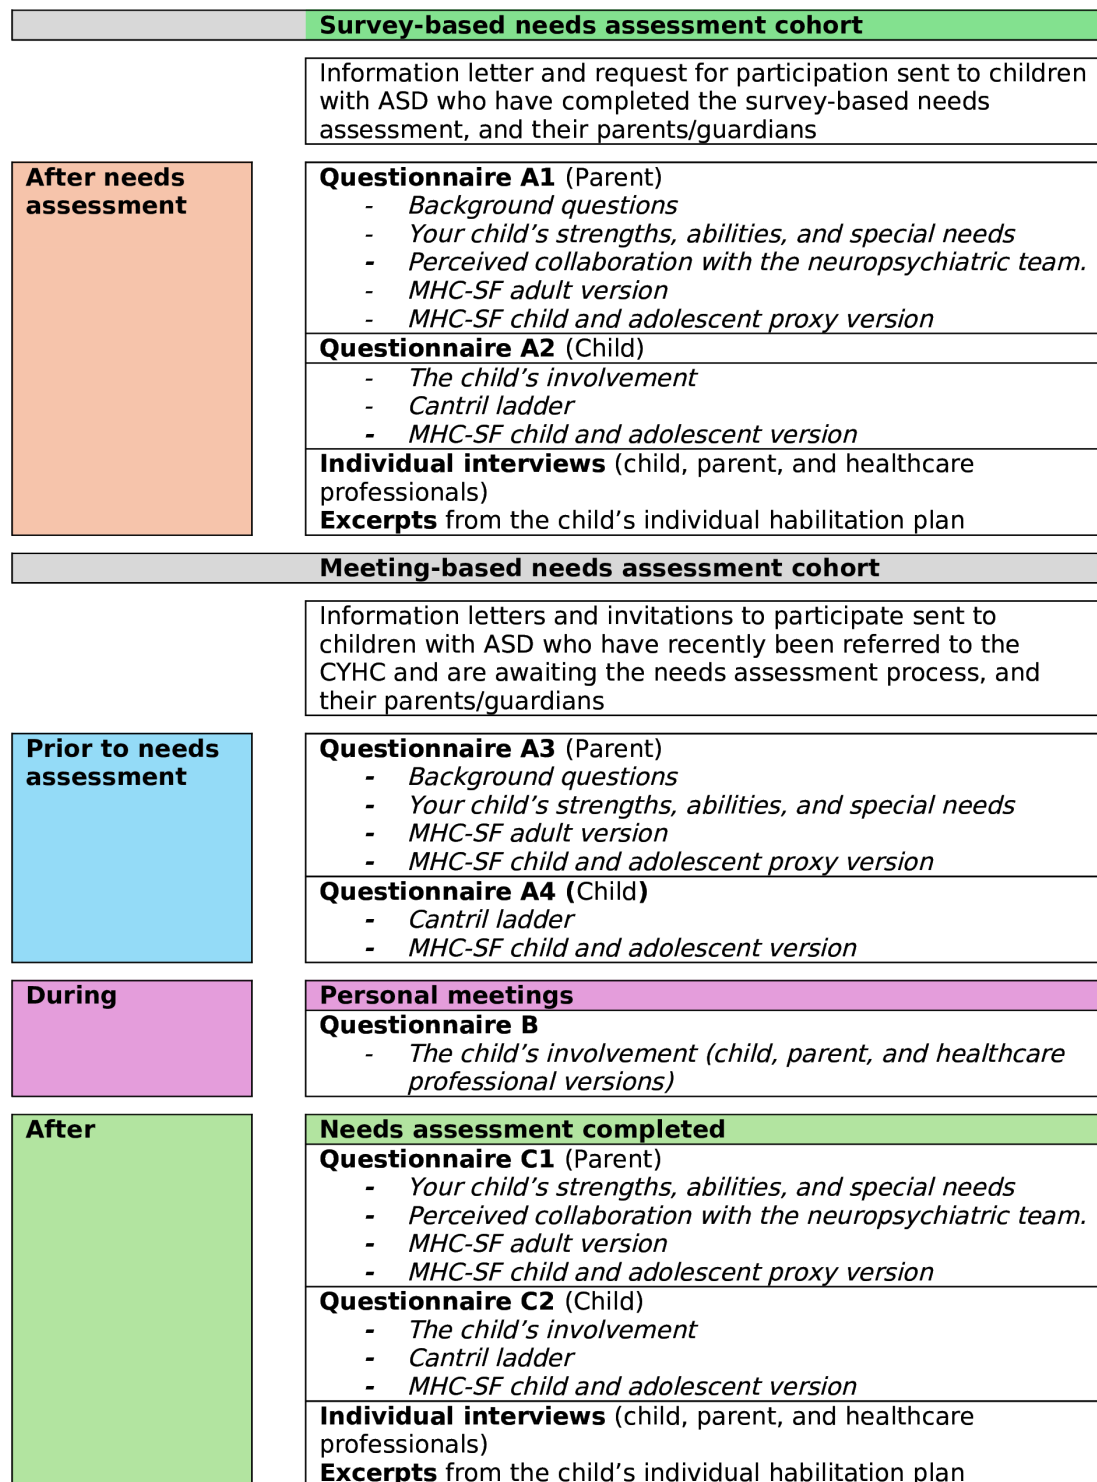 Survey-based needs assessment cohort
Information letter and request for participation sent to children
with ASD who have completed the survey-based needs
assessment, and their parents/guardians
After needs
assessment
Questionnaire A1 (Parent)
- Background questions
- Your child’s strengths, abilities, and special needs
- Perceived collaboration with the neuropsychiatric team.
- MHC-SF adult version
- MHC-SF child and adolescent proxy version
Questionnaire A2 (Child)
- The child’s involvement
- Cantril ladder
- MHC-SF child and adolescent version
Individual interviews (child, parent, and healthcare
professionals)
Excerpts from the child’s individual habilitation plan
Meeting-based needs assessment cohort
Information letters and invitations to participate sent to
children with ASD who have recently been referred to the
CYHC and are awaiting the needs assessment process, and
their parents/guardians
Prior to needs
assessment
Questionnaire A3 (Parent)
- Background questions
- Your child’s strengths, abilities, and special needs
- MHC-SF adult version
- MHC-SF child and adolescent proxy version
Questionnaire A4 (Child)
- Cantril ladder
- MHC-SF child and adolescent version
During
Personal meetings
Questionnaire B
- The child’s involvement (child, parent, and healthcare
professional versions)
After
Needs assessment completed
Questionnaire C1 (Parent)
- Your child’s strengths, abilities, and special needs
- Perceived collaboration with the neuropsychiatric team.
- MHC-SF adult version
- MHC-SF child and adolescent proxy version
Questionnaire C2 (Child)
- The child’s involvement
- Cantril ladder
- MHC-SF child and adolescent version
Individual interviews (child, parent, and healthcare
professionals)
Excerpts from the child’s individual habilitation plan